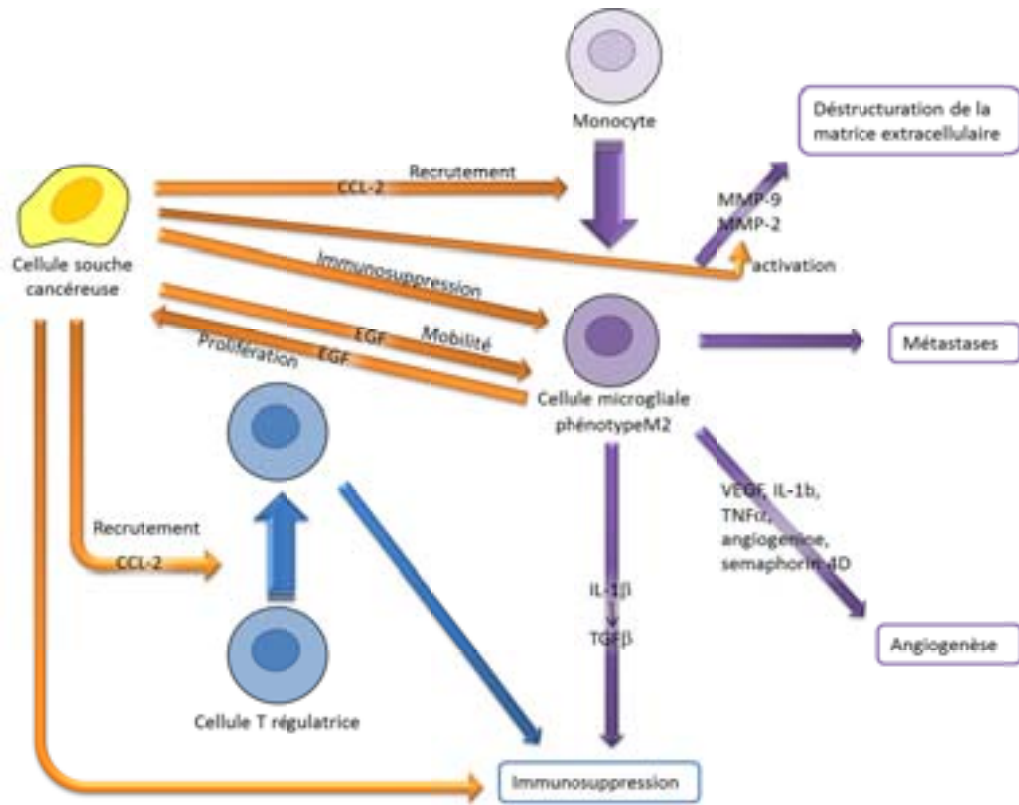 Monocyte
Déstructuration de la
matrice extracellulaire
Recrutement
CCL-2
MMP-9
MMP-2
activation
Cellule souche
cancéreuse
Immunosuppression
EGF
Mobilité
Prolifération
EGF
Métastases
Cellule microgliale
phénotypeM2
VEGF, IL-1b,
TNFα,
angiogenine,
semaphorin 4D
Recrutement
CCL-2
IL-1β
TGFβ
Angiogenèse
Cellule T régulatrice
Immunosuppression